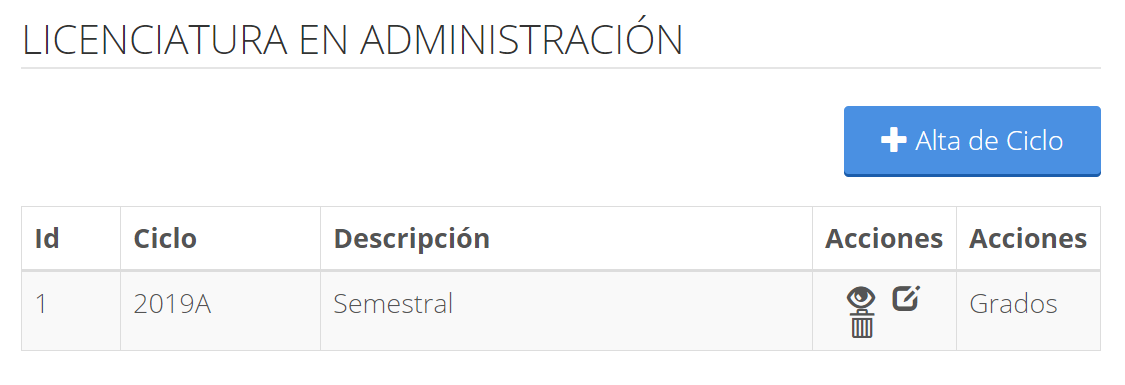 LICENCIATURA EN ADMINISTRACIÓN
Alta de Ciclo
Id Ciclo Descripción Acciones Acciones
1 2019A Semestral Grados